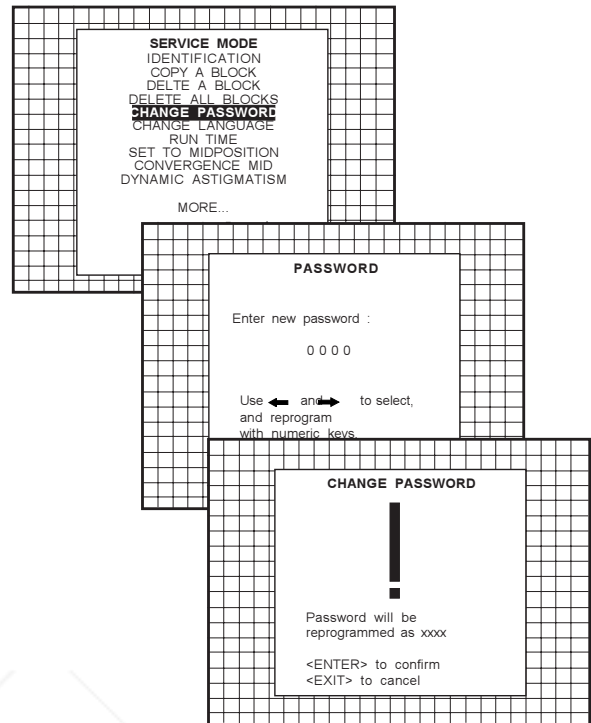 SERVICE MODE
IDENTIFICATION
COPY A BLOCK
DELTE A BLOCK
DELETE ALL BLOCKS
CHANGE PASSWORD
CHANGE LANGUAGE
RUN TIME
SET TO MIDPOSITION
CONVERGENCE MID
DYNAMIC ASTIGMATISM
MORE...
PASSWORD
Enter new password :
0 0 0 0
Use ← and → to select,
and reprogram
with numeric keys.
CHANGE PASSWORD
!
Password will be
reprogrammed as xxxx
<ENTER> to confirm
<EXIT> to cancel